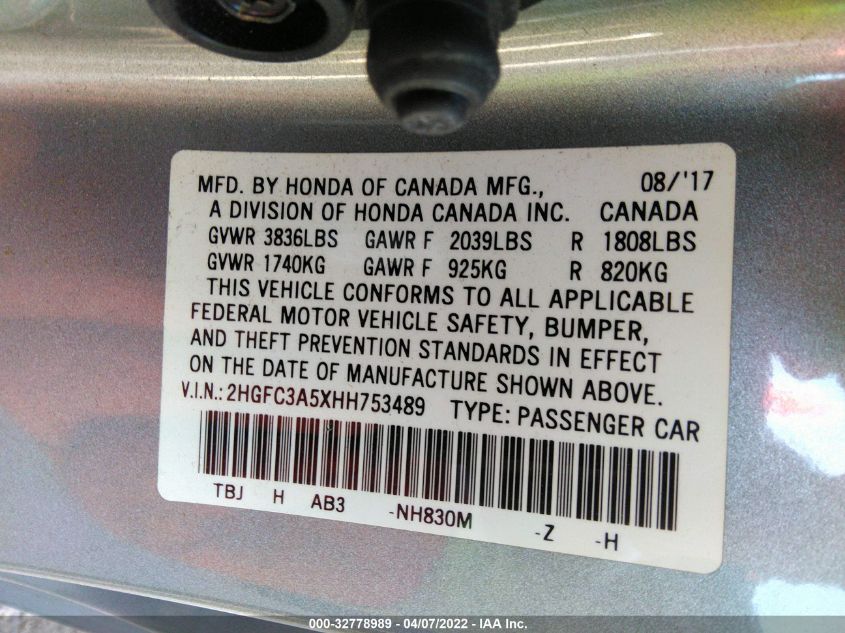 MFD. BY HONDA OF CANADA MFG., 08/'17
A DIVISION OF HONDA CANADA INC. CANADA
GVWR 3836LBS GAWR F 2039LBS R 1808LBS
GVWR 1740KG GAWR F 925KG R 820KG
THIS VEHICLE CONFORMS TO ALL APPLICABLE
FEDERAL MOTOR VEHICLE SAFETY, BUMPER,
AND THEFT PREVENTION STANDARDS IN EFFECT
ON THE DATE OF MANUFACTURE SHOWN ABOVE.
V.I.N.: 2HGFC3A5XHH753489 TYPE: PASSENGER CAR
TBJ H AB3 -NH830M -Z -H
000-32778989 - 04/07/2022 - IAA Inc.